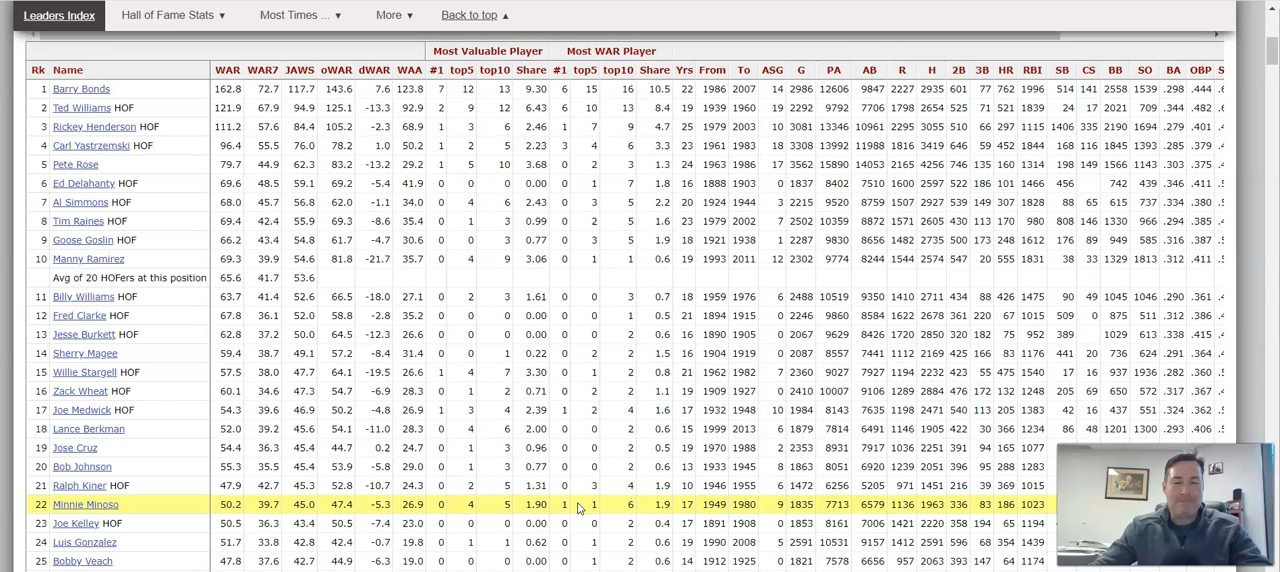 Leaders Index Hall of Fame Stats ▼ Most Times ... ▼ More ▼ Back to top ▲
Most Valuable Player Most WAR Player
Rk Name WAR WAR7 JAWS oWAR dWAR WAA #1 top5 top10 Share #1 top5 top10 Share Yrs From To ASG G PA AB R H 2B 3B HR RBI SB CS BB SO BA OBP S
1 Barry Bonds 162.8 72.7 117.7 143.6 7.6 123.8 7 12 13 9.30 6 15 16 10.5 22 1986 2007 14 2986 12606 9847 2227 2935 601 77 762 1996 514 141 2558 1539 .298 .444 .6
2 Ted Williams HOF 121.9 67.9 94.9 125.1 -13.3 94.2 2 9 12 6.43 6 10 13 8.4 19 1939 1960 19 2292 9792 7706 1798 2654 525 71 521 1839 24 17 2021 709 .344 .482 .6
3 Rickey Henderson HOF 111.2 57.6 84.4 105.2 -2.3 68.9 1 3 6 2.46 1 7 9 4.7 25 1979 2003 10 3081 13346 10961 2295 3055 510 66 297 1115 1406 335 2190 1694 .279 .401 .4
4 Carl Yastrzemski HOF 96.4 55.5 76.0 78.2 1.0 50.2 1 2 5 2.23 3 4 6 3.3 23 1961 1983 18 3308 13992 11988 1816 3419 646 59 452 1844 168 116 1845 1393 .285 .379 .4
5 Pete Rose 79.7 44.9 62.3 83.2 -13.2 29.2 1 5 10 3.68 0 2 3 1.3 24 1963 1986 17 3562 15890 14053 2165 4256 746 135 160 1314 198 149 1566 1143 .303 .375 .4
6 Ed Delahanty HOF 69.6 48.5 59.1 69.2 -5.4 41.9 0 0 0 0.00 0 1 7 1.8 16 1888 1903 0 1837 8402 7510 1600 2597 522 186 101 1466 456 742 439 .346 .411 .5
7 Al Simmons HOF 68.0 45.7 56.8 62.0 -1.1 34.0 0 4 6 2.43 0 3 5 2.2 20 1924 1944 3 2215 9520 8759 1507 2927 539 149 307 1828 88 65 615 737 .334 .380 .5
8 Tim Raines HOF 69.4 42.4 55.9 69.3 -8.6 35.4 0 1 3 0.99 0 2 5 1.6 23 1979 2002 7 2502 10359 8872 1571 2605 430 113 170 980 808 146 1330 966 .294 .385 .4
9 Goose Goslin HOF 66.2 43.4 54.8 61.7 -4.7 30.6 0 0 3 0.77 0 3 5 1.9 18 1921 1938 1 2287 9830 8656 1482 2735 500 173 248 1612 176 89 949 585 .316 .387 .5
10 Manny Ramirez 69.3 39.9 54.6 81.8 -21.7 35.7 0 4 9 3.06 0 1 1 0.6 19 1993 2011 12 2302 9774 8244 1544 2574 547 20 555 1831 38 33 1329 1813 .312 .411 .5
Avg of 20 HOFers at this position 65.6 41.7 53.6
11 Billy Williams HOF 63.7 41.4 52.6 66.5 -18.0 27.1 0 2 3 1.61 0 0 3 0.7 18 1959 1976 6 2488 10519 9350 1410 2711 434 88 426 1475 90 49 1045 1046 .290 .361 .4
12 Fred Clarke HOF 67.8 36.1 52.0 58.8 -2.8 35.2 0 0 0 0.00 0 0 1 0.5 21 1894 1915 0 2246 9860 8584 1622 2678 361 220 67 1015 509 0 875 511 .312 .386 .4
13 Jesse Burkett HOF 62.8 37.2 50.0 64.5 -12.3 26.6 0 0 0 0.00 0 1 2 0.6 16 1890 1905 0 2067 9629 8426 1720 2850 320 182 75 952 389 1029 613 .338 .415 .4
14 Sherry Magee 59.4 38.7 49.1 57.2 -8.4 31.4 0 0 1 0.22 0 2 2 1.5 16 1904 1919 0 2087 8557 7441 1112 2169 425 166 83 1176 441 20 736 624 .291 .364 .4
15 Willie Stargell HOF 57.5 38.0 47.7 64.1 -19.5 26.6 1 4 7 3.30 0 1 2 0.8 21 1962 1982 7 2360 9027 7927 1194 2232 423 55 475 1540 17 16 937 1936 .282 .360 .5
16 Zack Wheat HOF 60.1 34.6 47.3 54.7 -6.9 28.3 0 1 2 0.71 0 2 2 1.1 19 1909 1927 0 2410 10007 9106 1289 2884 476 172 132 1248 205 69 650 572 .317 .367 .4
17 Joe Medwick HOF 54.3 39.6 46.9 50.2 -4.8 26.9 1 3 4 2.39 1 2 4 1.6 17 1932 1948 10 1984 8143 7635 1198 2471 540 113 205 1383 42 16 437 551 .324 .362 .5
18 Lance Berkman 52.0 39.2 45.6 54.1 -11.0 28.3 0 4 6 2.00 0 0 2 0.5 15 1999 2013 6 1879 7814 6491 1146 1905 422 30 366 1234 86 48 1201 1300 .293 .406 .5
19 Jose Cruz 54.4 36.3 45.4 44.7 0.2 24.7 0 1 3 0.96 0 0 2 0.5 19 1970 1988 2 2353 8931 7917 1036 2251 391 94 165 1077
20 Bob Johnson 55.3 35.5 45.4 53.9 -5.8 29.0 0 1 3 0.77 0 0 2 0.6 13 1933 1945 8 1863 8051 6920 1239 2051 396 95 288 1283
21 Ralph Kiner HOF 47.9 42.7 45.3 52.8 -10.7 24.3 0 1 5 1.31 0 3 4 1.9 10 1946 1955 6 1472 6256 5205 971 1451 216 39 369 1015
22 Minnie Minoso 50.2 39.7 45.0 47.4 -5.3 26.9 0 4 5 1.90 1 1 6 1.9 17 1949 1980 9 1835 7713 6579 1136 1963 336 83 186 1023
23 Joe Kelley HOF 50.5 36.3 43.4 50.5 -7.4 23.0 0 0 0 0.00 0 0 2 0.4 17 1891 1908 0 1853 8161 7006 1421 2220 358 194 65 1194
24 Luis Gonzalez 51.7 33.8 42.8 42.4 -0.7 19.8 0 1 1 0.62 0 1 2 0.6 19 1990 2008 5 2591 10531 9157 1412 2591 596 68 354 1439
25 Bobby Veach 47.8 37.7 42.7 44.9 -6.3 19.0 0 0 0 0.00 0 1 2 0.6 14 1912 1925 0 1821 7578 6656 957 2063 393 147 64 1171